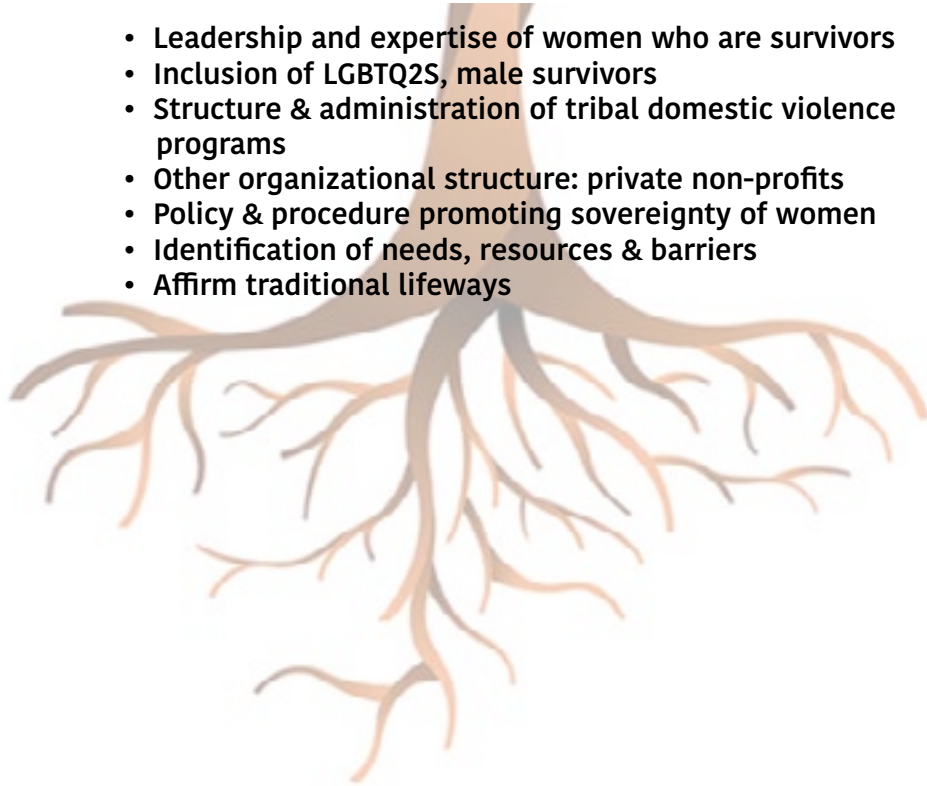 • Leadership and expertise of women who are survivors
• Inclusion of LGBTQ2S, male survivors
• Structure & administration of tribal domestic violence
programs
• Other organizational structure: private non-profits
• Policy & procedure promoting sovereignty of women
• Identification of needs, resources & barriers
• Affirm traditional lifeways